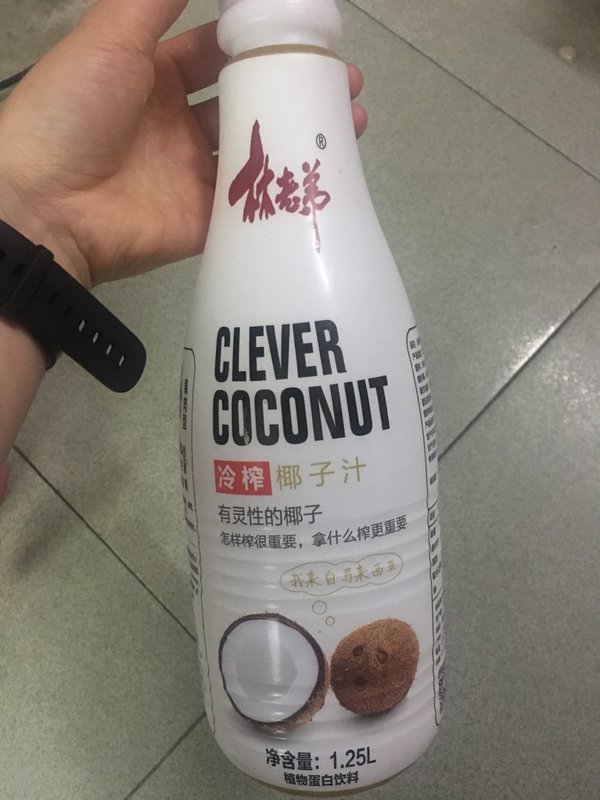 林老弟®
CLEVER
COCONUT
冷榨 椰子汁
有灵性的椰子
怎样榨很重要，拿什么榨更重要
我来自马来西亚
净含量：1.25L
植物蛋白饮料